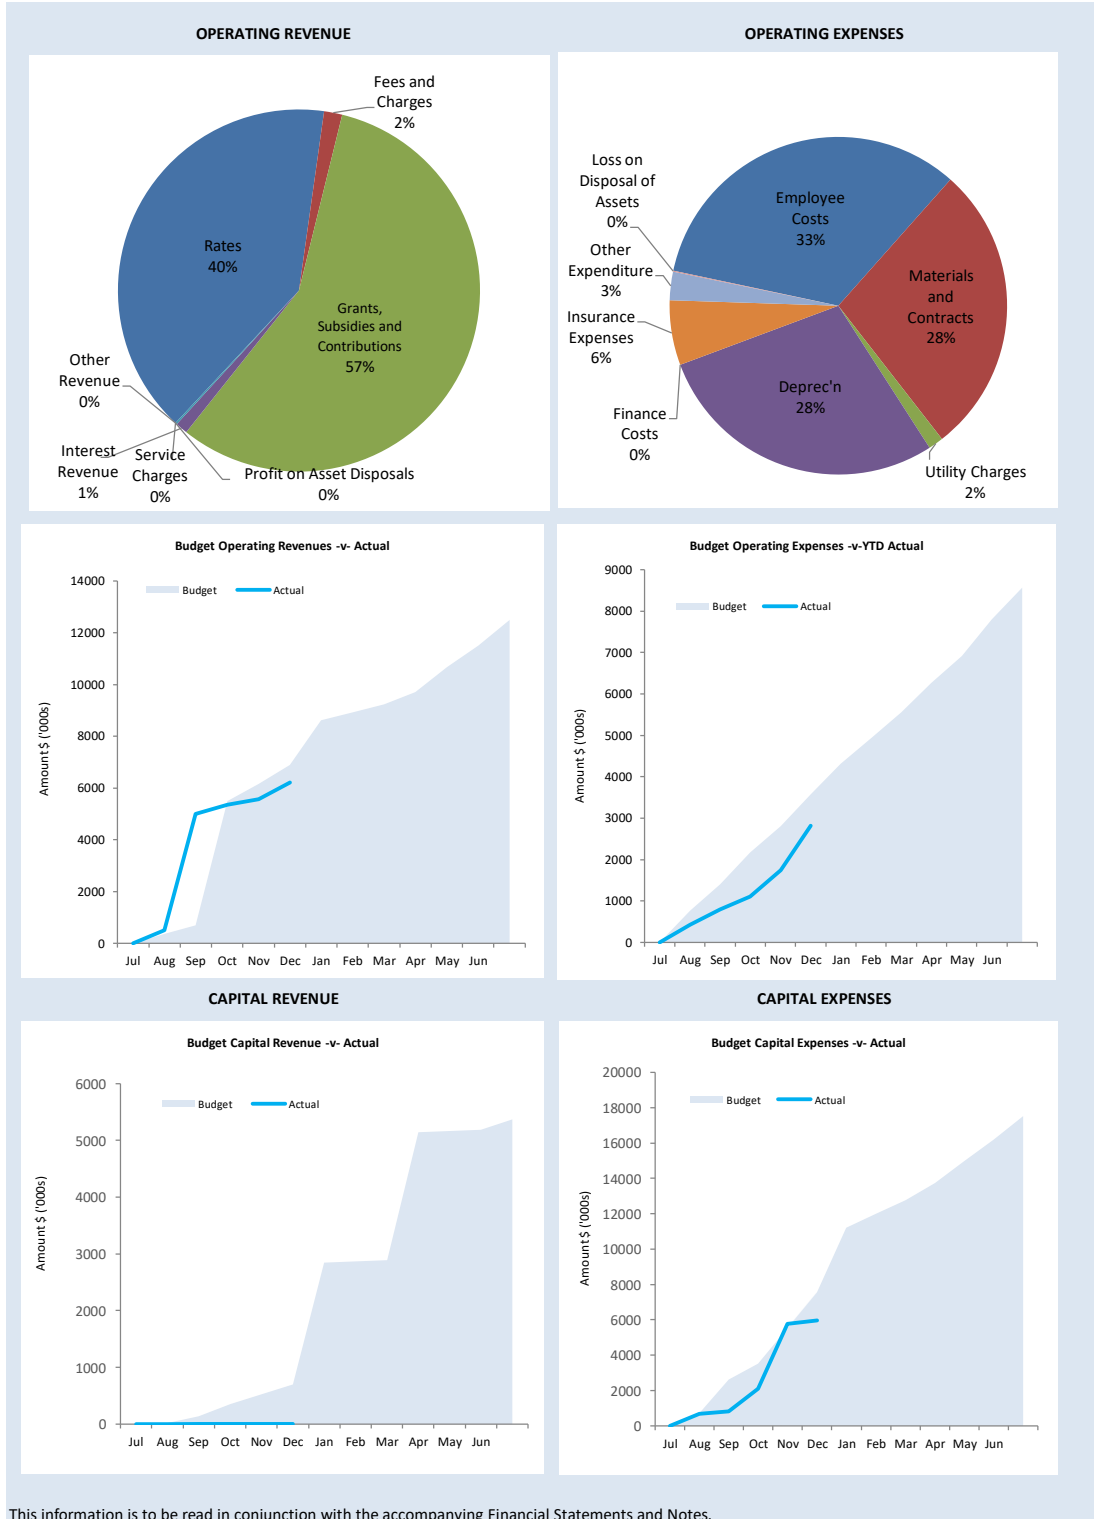 OPERATING REVENUE
Fees and
Charges
2%
Rates
40%
Grants,
Subsidies and
Contributions
57%
Other
Revenue
0%
Interest
Revenue
1%
Service
Charges
0%
Profit on Asset Disposals
0%
OPERATING EXPENSES
Loss on
Disposal of
Assets
0%
Employee
Costs
33%
Other
Expenditure
3%
Materials
and
Contracts
28%
Insurance
Expenses
6%
Deprec'n
28%
Finance
Costs
0%
Utility Charges
2%
Budget Operating Revenues -v- Actual
Budget
Actual
Amount $ ('000s)
14000
12000
10000
8000
6000
4000
2000
0
Jul Aug Sep Oct Nov Dec Jan Feb Mar Apr May Jun
Budget Operating Expenses -v-YTD Actual
Budget
Actual
Amount $ ('000s)
9000
8000
7000
6000
5000
4000
3000
2000
1000
0
Jul Aug Sep Oct Nov Dec Jan Feb Mar Apr May Jun
CAPITAL REVENUE
Budget Capital Revenue -v- Actual
Budget
Actual
Amount $ ('000s)
6000
5000
4000
3000
2000
1000
0
Jul Aug Sep Oct Nov Dec Jan Feb Mar Apr May Jun
CAPITAL EXPENSES
Budget Capital Expenses -v- Actual
Budget
Actual
Amount $ ('000s)
20000
18000
16000
14000
12000
10000
8000
6000
4000
2000
0
Jul Aug Sep Oct Nov Dec Jan Feb Mar Apr May Jun
This information is to be read in conjunction with the accompanying Financial Statements and Notes.